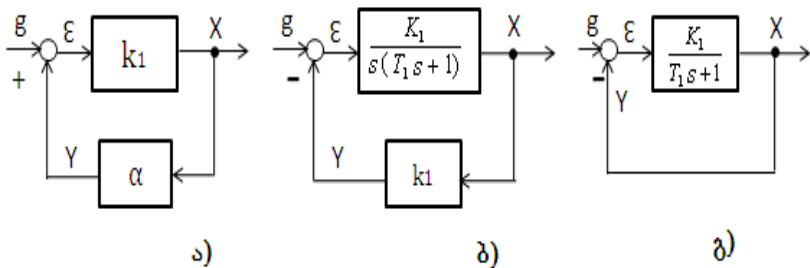 g ε k1 X
+
Y α
ა)
g ε K₁ / s(T₁s+1) X
−
Y k1
ბ)
g ε K₁ / T₁s+1 X
−
Y
გ)